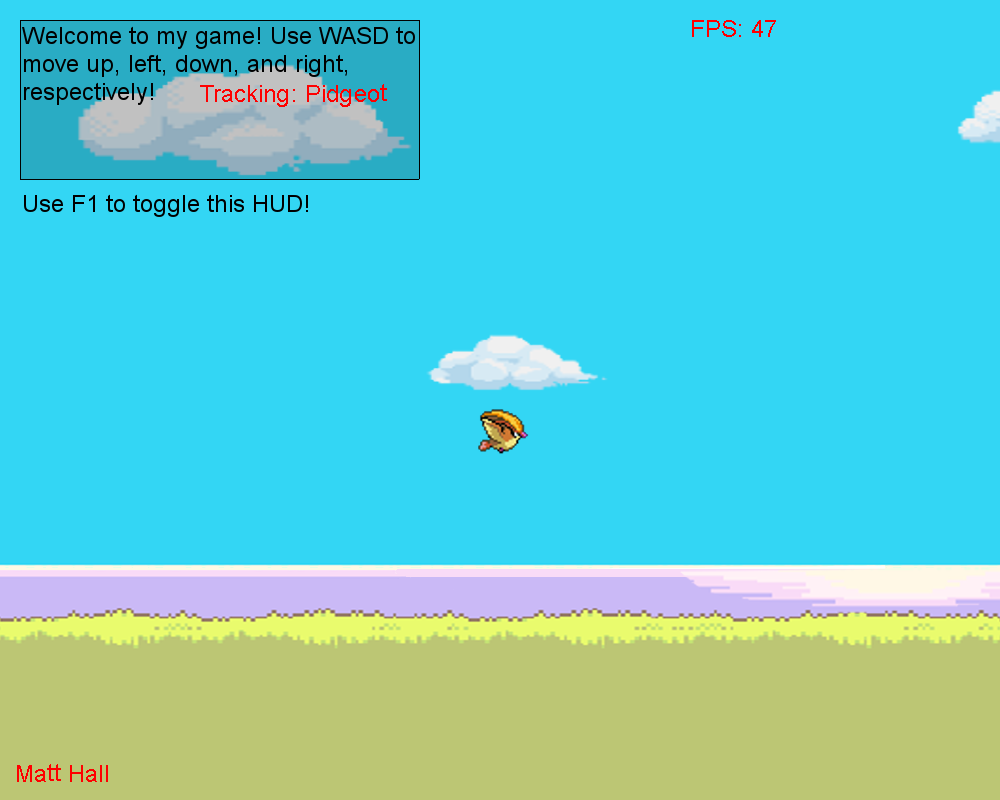 Welcome to my game! Use WASD to
move up, left, down, and right,
respectively!
Tracking: Pidgeot
Use F1 to toggle this HUD!
FPS: 47
Matt Hall